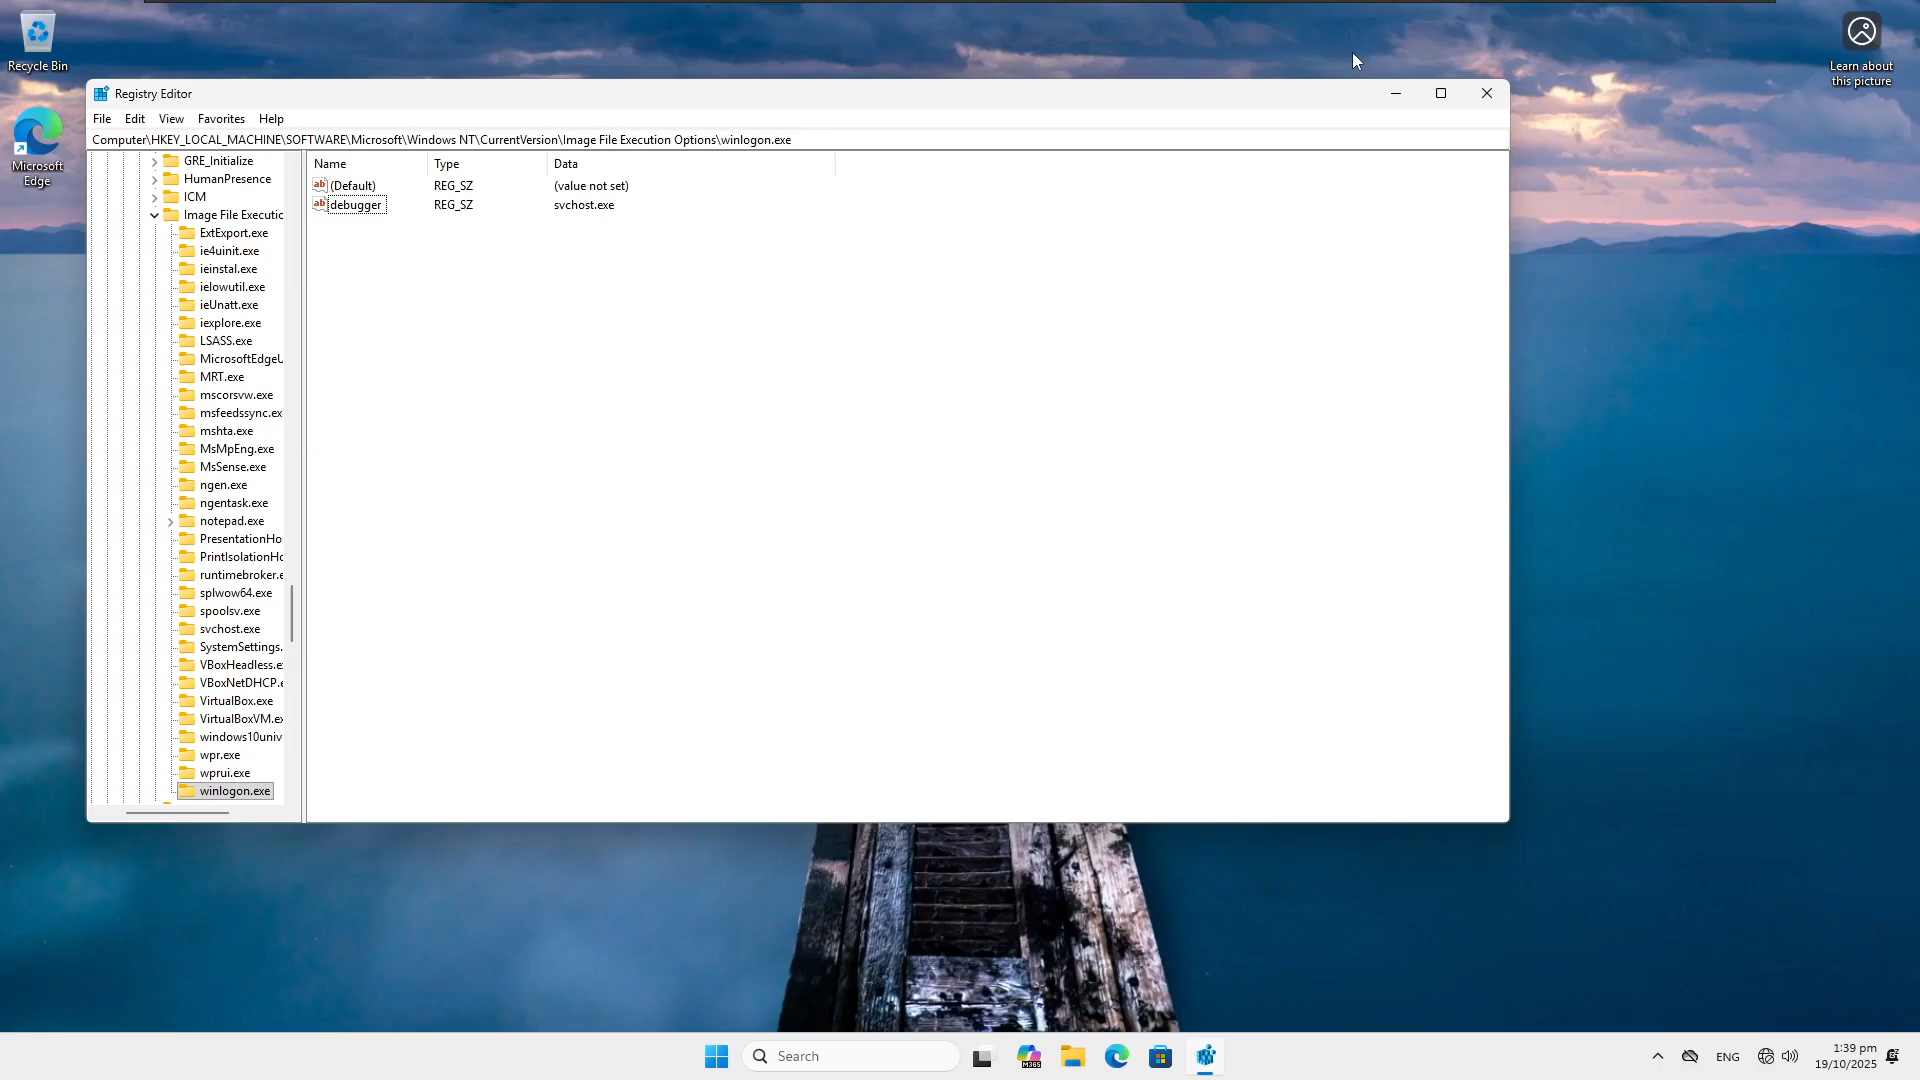 Recycle Bin
Learn about
this picture
Microsoft
Edge
Registry Editor
File Edit View Favorites Help
Computer\HKEY_LOCAL_MACHINE\SOFTWARE\Microsoft\Windows NT\CurrentVersion\Image File Execution Options\winlogon.exe
GRE_Initialize
HumanPresence
ICM
Image File Executic
ExtExport.exe
ie4uinit.exe
ieinstal.exe
ielowutil.exe
ieUnatt.exe
iexplore.exe
LSASS.exe
MicrosoftEdgeU
MRT.exe
mscorsvw.exe
msfeedssync.ex
mshta.exe
MsMpEng.exe
MsSense.exe
ngen.exe
ngentask.exe
notepad.exe
PresentationHo
PrintIsolationHo
runtimebroker.e
splwow64.exe
spoolsv.exe
svchost.exe
SystemSettings.
VBoxHeadless.e
VBoxNetDHCP.e
VirtualBox.exe
VirtualBoxVM.ex
windows10univ
wpr.exe
wprui.exe
winlogon.exe
Name Type Data
(Default) REG_SZ (value not set)
debugger REG_SZ svchost.exe
Search
M365
ENG
1:39 pm
19/10/2025